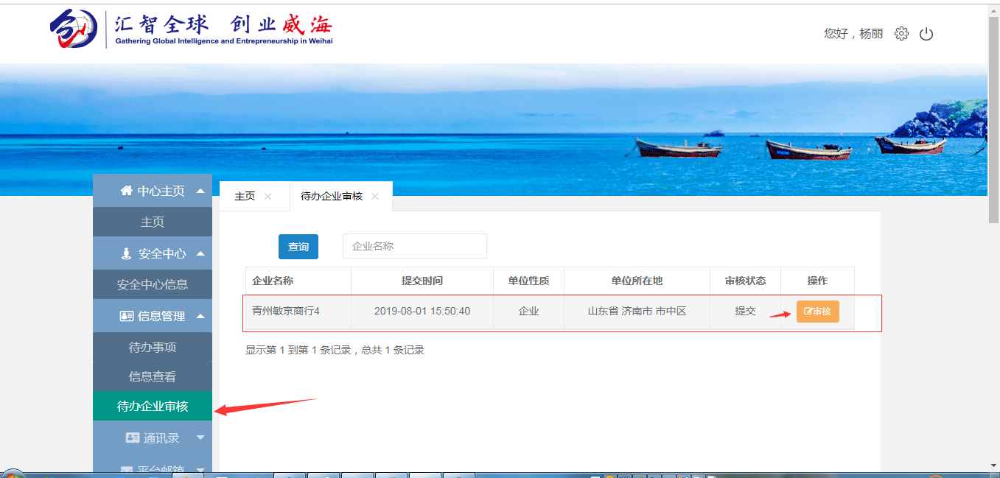 汇智全球 创业威海
Gathering Global Intelligence and Entrepreneurship in Weihai
您好，杨丽
中心主页
主页
安全中心
安全中心信息
信息管理
待办事项
信息查看
待办企业审核
通讯录
平台邮箱
主页 待办企业审核
查询 企业名称
企业名称 提交时间 单位性质 单位所在地 审核状态 操作
青州敏京商行4 2019-08-01 15:50:40 企业 山东省 济南市 市中区 提交 审核
显示第 1 到第 1 条记录，总共 1 条记录